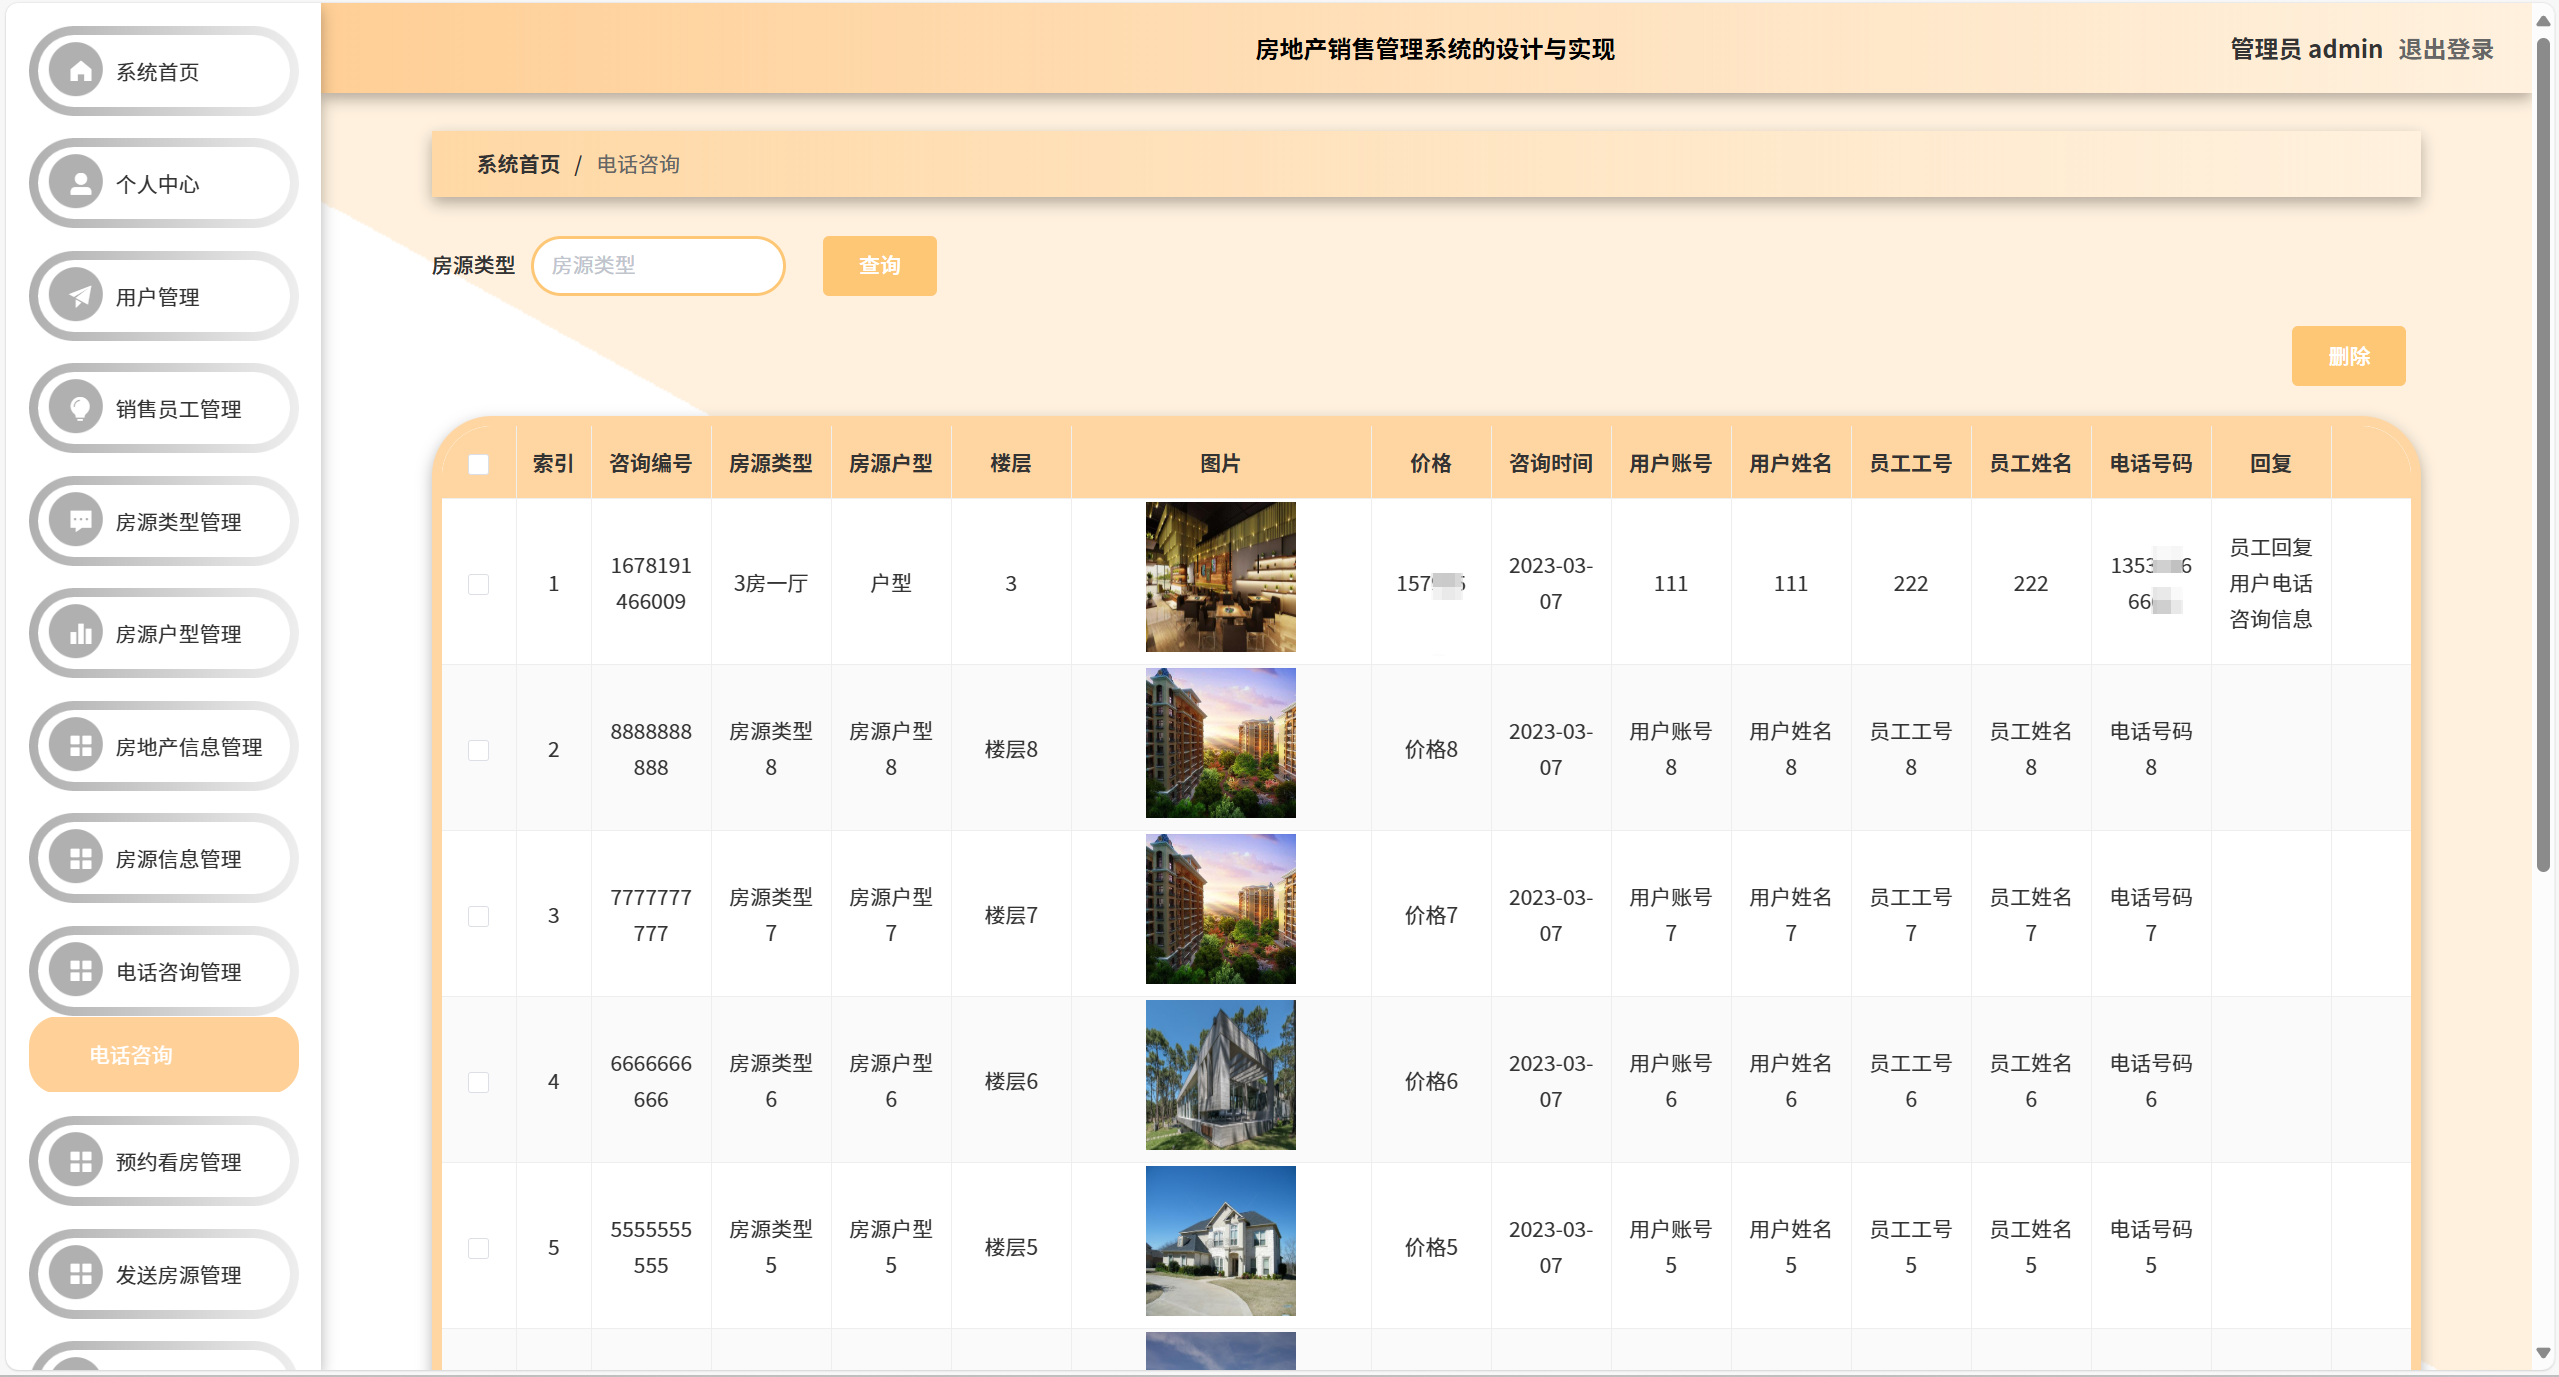 房地产销售管理系统的设计与实现
管理员 admin 退出登录
系统首页
个人中心
用户管理
销售员工管理
房源类型管理
房源户型管理
房地产信息管理
房源信息管理
电话咨询管理
电话咨询
预约看房管理
发送房源管理
系统首页 / 电话咨询
房源类型 房源类型 查询
删除
索引 咨询编号 房源类型 房源户型 楼层 图片 价格 咨询时间 用户账号 用户姓名 员工工号 员工姓名 电话号码 回复
1 1678191466009 3房一厅 户型 3 157 2023-03-07 111 111 222 222 1353 6 66 员工回复用户电话咨询信息
2 8888888888 房源类型8 房源户型8 楼层8 价格8 2023-03-07 用户账号8 用户姓名8 员工工号8 员工姓名8 电话号码8
3 7777777777 房源类型7 房源户型7 楼层7 价格7 2023-03-07 用户账号7 用户姓名7 员工工号7 员工姓名7 电话号码7
4 6666666666 房源类型6 房源户型6 楼层6 价格6 2023-03-07 用户账号6 用户姓名6 员工工号6 员工姓名6 电话号码6
5 5555555555 房源类型5 房源户型5 楼层5 价格5 2023-03-07 用户账号5 用户姓名5 员工工号5 员工姓名5 电话号码5